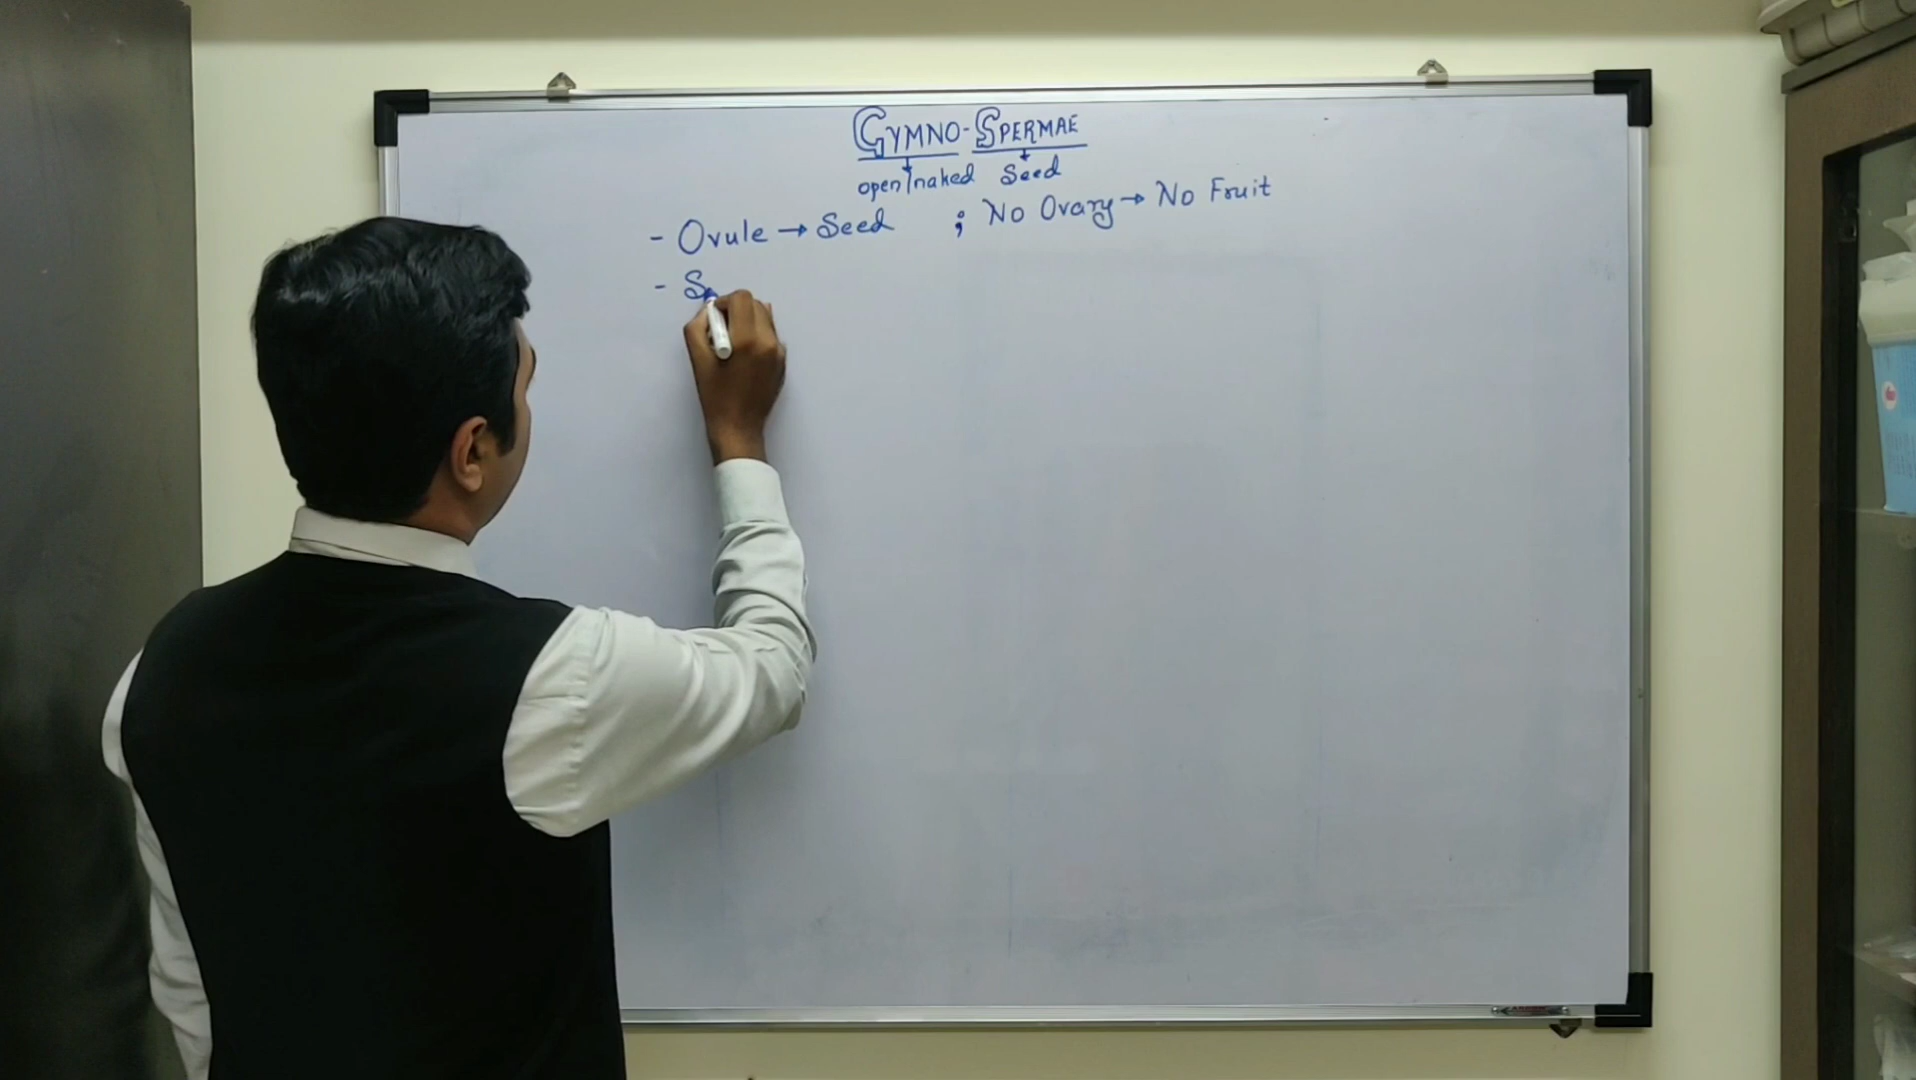 GYMNO-SPERMAE
open/naked Seed
- Ovule → Seed ; No Ovary → No Fruit
- S